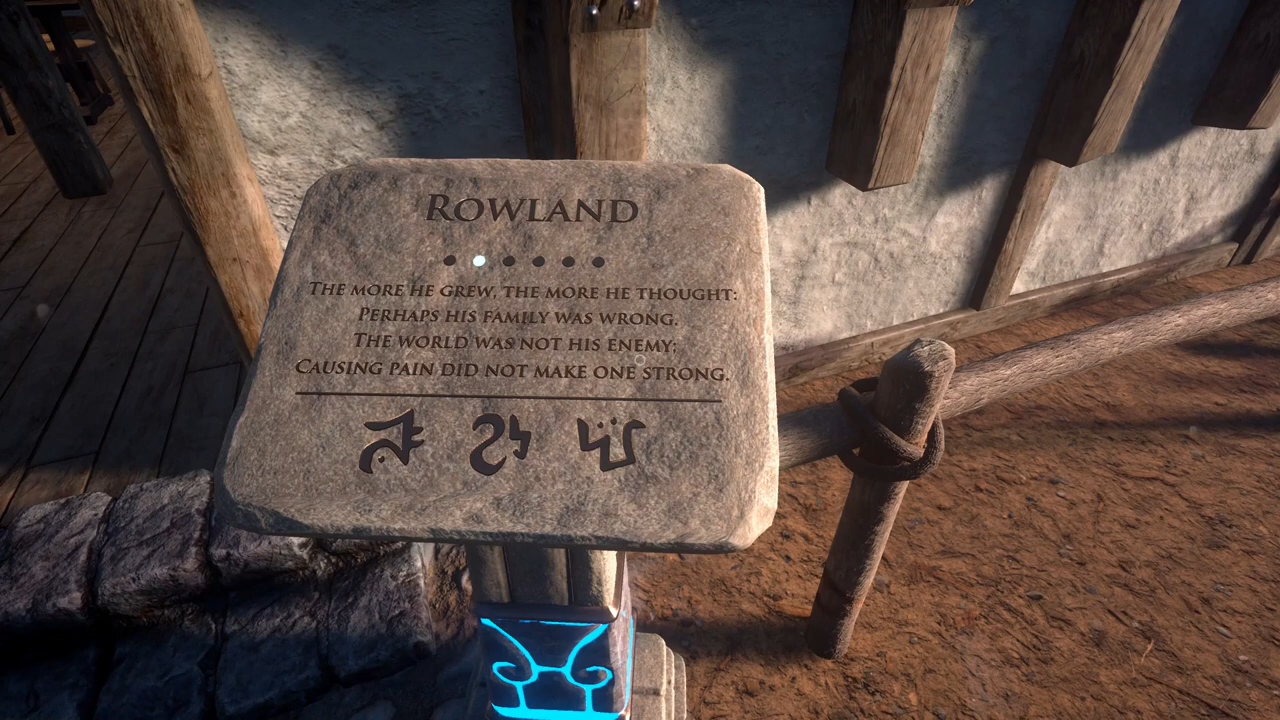 Rowland
The more he grew, the more he thought:
Perhaps his family was wrong.
The world was not his enemy;
Causing pain did not make one strong.